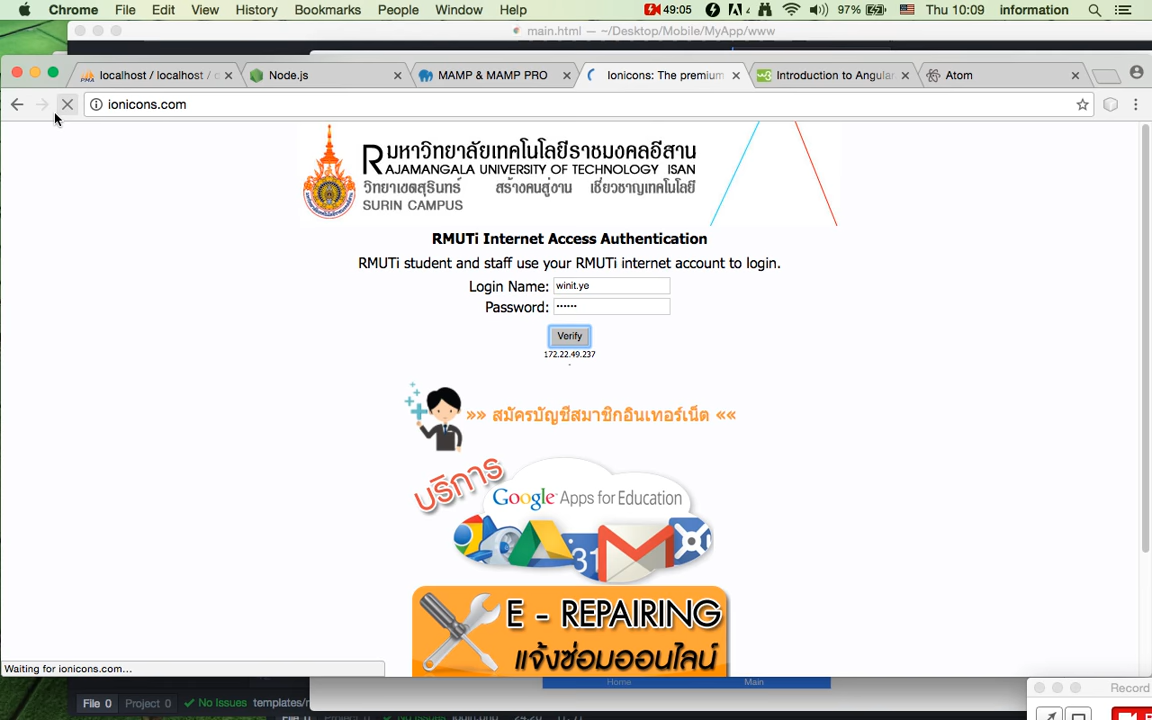 Chrome File Edit View History Bookmarks People Window Help 49:05 4 97% Thu 10:09 information
main.html — ~/Desktop/Mobile/MyApp/www
PMA localhost / localhost / c Node.js MAMP & MAMP PRO Ionicons: The premium Introduction to Angular Atom
ionicons.com
มหาวิทยาลัยเทคโนโลยีราชมงคลอีสาน
RAJAMANGALA UNIVERSITY OF TECHNOLOGY ISAN
วิทยาเขตสุรินทร์ สร้างคนสู่งาน เชี่ยวชาญเทคโนโลยี
SURIN CAMPUS
RMUTi Internet Access Authentication
RMUTi student and staff use your RMUTi internet account to login.
Login Name: winit.ye
Password: ••••••
Verify
172.22.49.237
»» สมัครบัญชีสมาชิกอินเทอร์เน็ต ««
บริการ
Google Apps for Education
31
E - REPAIRING
แจ้งซ่อมออนไลน์
Waiting for ionicons.com...
Home Main
Record
File 0 Project 0 No Issues templates/r